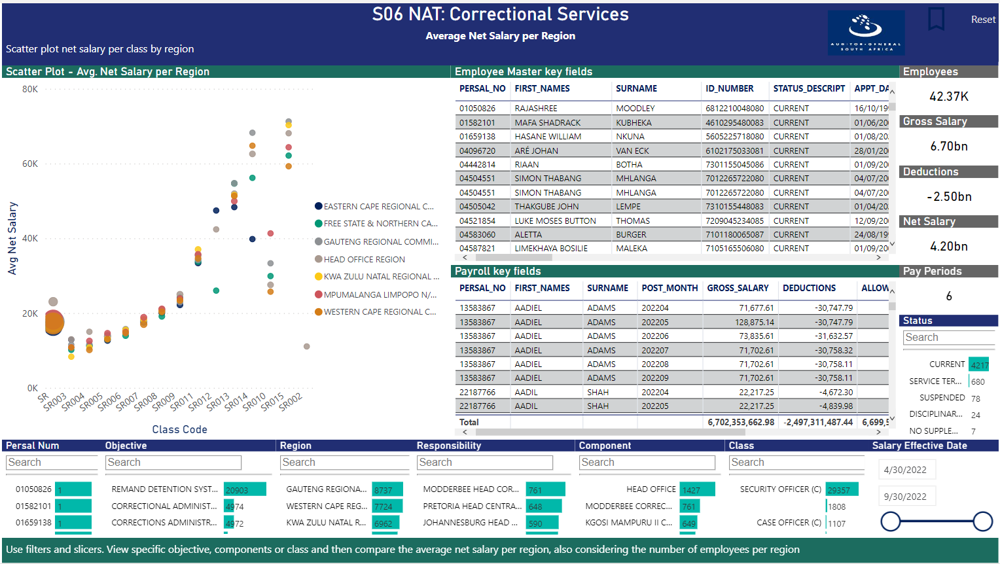 S06 NAT: Correctional Services
Average Net Salary per Region
Scatter plot net salary per class by region
AUDITOR-GENERAL
SOUTH AFRICA
Reset
Scatter Plot - Avg. Net Salary per Region
80K
60K
40K
20K
0K
Avg Net Salary
SR
SR003
SR004
SR005
SR006
SR007
SR008
SR009
SR011
SR012
SR013
SR014
SR010
SR015
SR002
Class Code
EASTERN CAPE REGIONAL C...
FREE STATE & NORTHERN CA...
GAUTENG REGIONAL COMMI...
HEAD OFFICE REGION
KWA ZULU NATAL REGIONAL ...
MPUMALANGA LIMPOPO N/...
WESTERN CAPE REGIONAL C...
Employee Master key fields
PERSAL_NO FIRST_NAMES SURNAME ID_NUMBER STATUS_DESCRIPT APPT_DA
01050826 RAJASHREE MOODLEY 6812210048080 CURRENT 16/10/19
01582101 MAFA SHADRACK KUBHEKA 4610295480083 CURRENT 01/06/20
01659138 HASANE WILLIAM NKUNA 5605225718080 CURRENT 01/08/20
04096720 ARÉ JOHAN VAN ECK 6102175033081 CURRENT 28/01/20
04442814 RIAAN BOTHA 7301155045086 CURRENT 01/09/20
04504551 SIMON THABANG MHLANGA 7012265722080 CURRENT 04/07/20
04504551 SIMON THABANG MHLANGA 7012265722080 CURRENT 04/07/20
04505042 THAKGUBE JOHN LEMPE 7310155448083 CURRENT 01/04/20
04521854 LUKE MOSES BUTTON THOMAS 7209045234085 CURRENT 12/09/20
04583060 ALETTA BURGER 7101180065087 CURRENT 24/08/19
04587821 LIMEKHAYA BOSILIE MALEKA 7105165506080 CURRENT 01/09/20
Payroll key fields
PERSAL_NO FIRST_NAMES SURNAME POST_MONTH GROSS_SALARY DEDUCTIONS ALLOW
13583867 AADIEL ADAMS 202204 71,677.61 -30,747.79
13583867 AADIEL ADAMS 202205 128,875.14 -30,747.79
13583867 AADIEL ADAMS 202206 73,835.61 -31,632.57
13583867 AADIEL ADAMS 202207 71,702.61 -30,758.32
13583867 AADIEL ADAMS 202208 71,702.61 -30,758.11
13583867 AADIEL ADAMS 202209 71,702.61 -30,758.11
22187766 AADIL SHAH 202204 22,217.25 -4,672.30
22187766 AADIL SHAH 202205 22,217.25 -4,839.98
Total 6,702,353,662.98 -2,497,311,487.44 6,699,5
Employees
42.37K
Gross Salary
6.70bn
Deductions
-2.50bn
Net Salary
4.20bn
Pay Periods
6
Status
Search
CURRENT 4217
SERVICE TER... 680
SUSPENDED 78
DISCIPLINAR... 24
NO SUPPLE... 7
Persal Num
Search
01050826 1
01582101 1
01659138 1
Objective
Search
REMAND DETENTION SYST... 20903
CORRECTIONAL ADMINIST... 4974
CORRECTIONS ADMINISTR... 4972
Region
Search
GAUTENG REGIONA... 8737
WESTERN CAPE REG... 7724
KWA ZULU NATAL R... 6962
Responsibility
Search
MODDERBEE HEAD COR... 761
PRETORIA HEAD CENTRA... 648
JOHANNESBURG HEAD ... 590
Component
Search
HEAD OFFICE 1427
MODDERBEE CORREC... 761
KGOSI MAMPURU II C... 649
Class
Search
SECURITY OFFICER (C) 29357
1808
CASE OFFICER (C) 1107
Salary Effective Date
4/30/2022
9/30/2022
Use filters and slicers. View specific objective, components or class and then compare the average net salary per region, also considering the number of employees per region